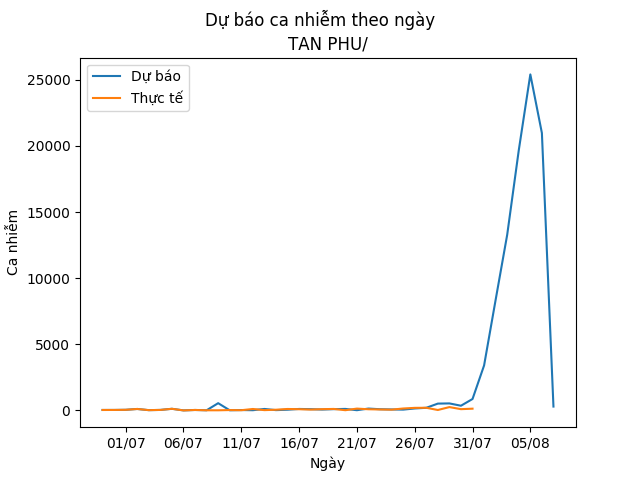 Dự báo ca nhiễm theo ngày
TAN PHU/
Dự báo
Thực tế
25000
20000
15000
10000
5000
0
Ca nhiễm
01/07 06/07 11/07 16/07 21/07 26/07 31/07 05/08
Ngày